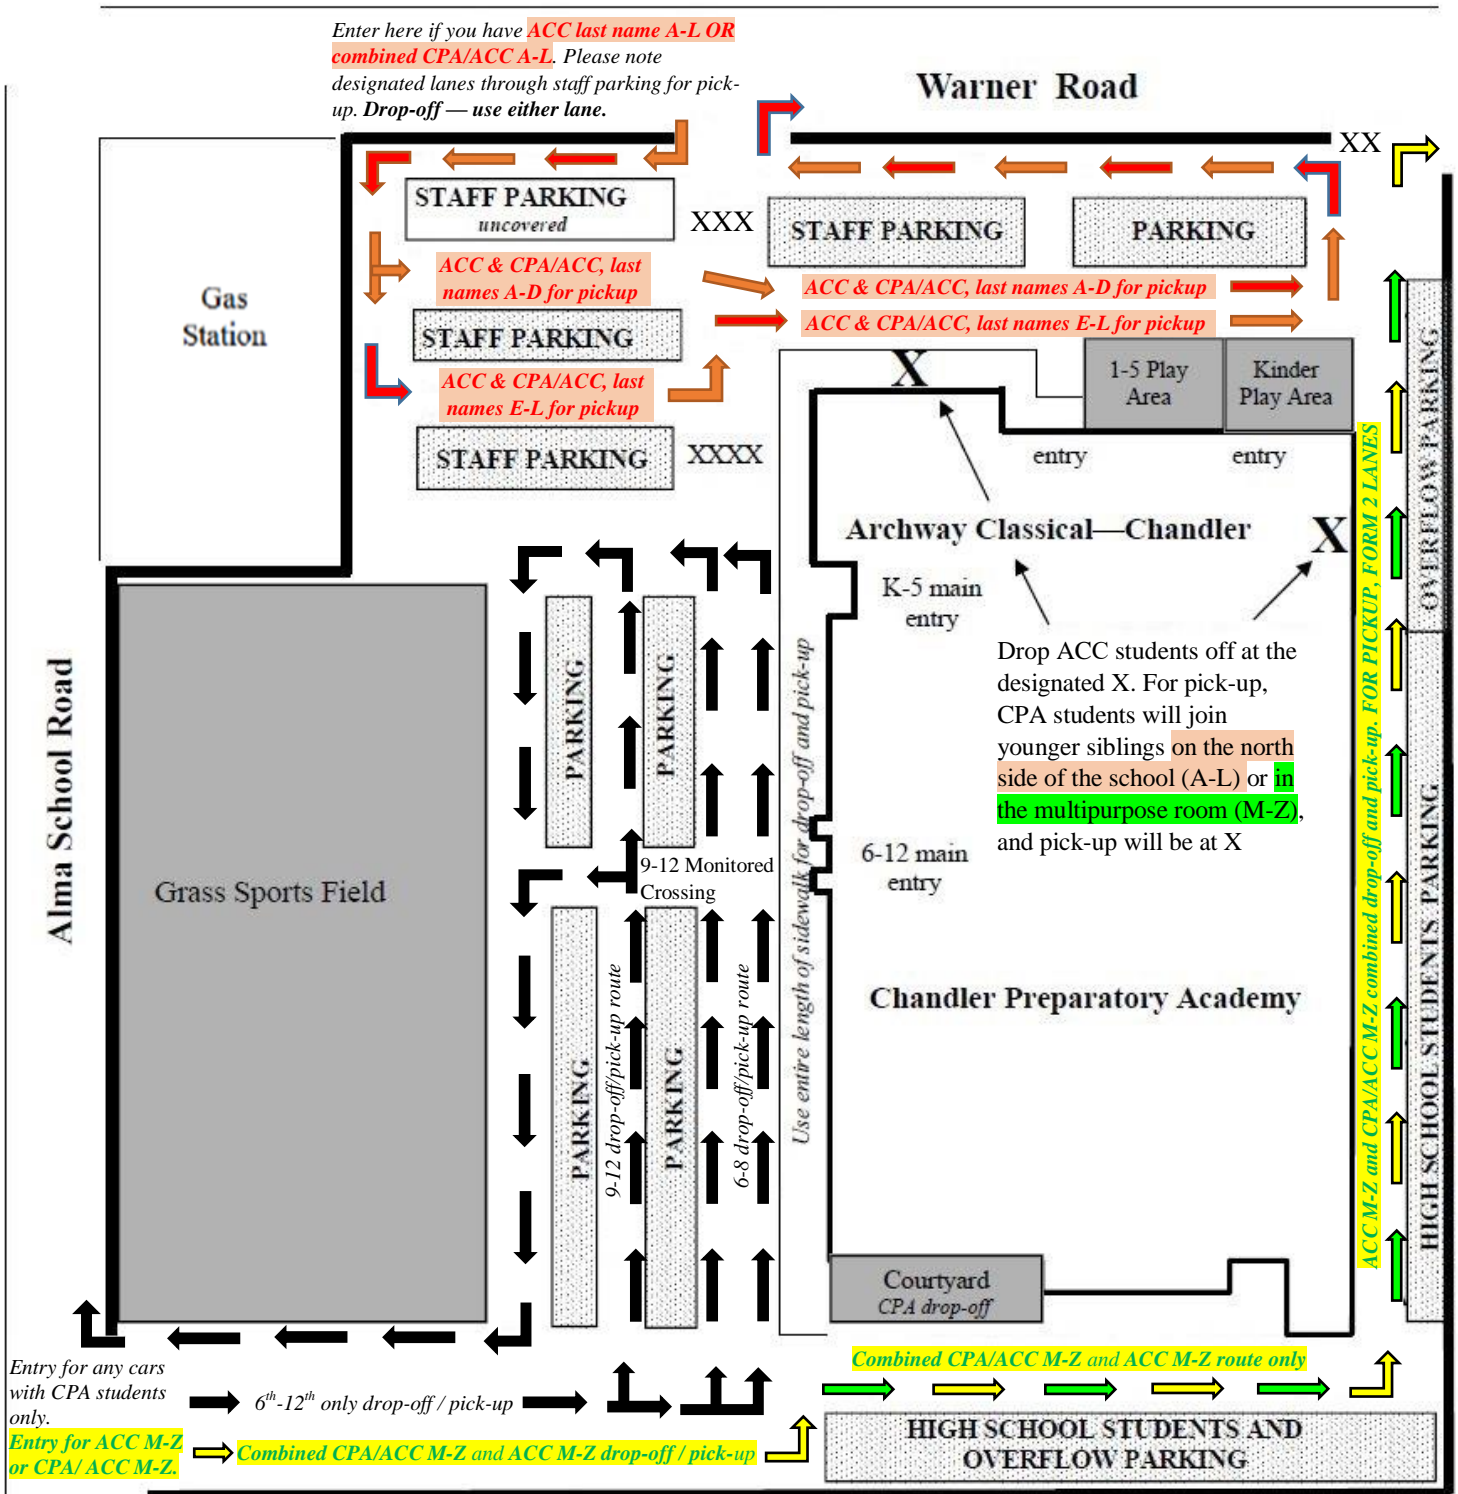 Enter here if you have ACC last name A-L OR
combined CPA/ACC A-L. Please note
designated lanes through staff parking for pick-
up. Drop-off — use either lane.
Warner Road
XX
STAFF PARKING
uncovered
XXX
STAFF PARKING
PARKING
ACC & CPA/ACC, last
names A-D for pickup
ACC & CPA/ACC, last names A-D for pickup
ACC & CPA/ACC, last names E-L for pickup
Gas
Station
STAFF PARKING
ACC & CPA/ACC, last
names E-L for pickup
X
1-5 Play
Area
Kinder
Play Area
STAFF PARKING
XXXX
entry
entry
Archway Classical—Chandler
X
K-5 main
entry
OVERFLOW PARKING
Drop ACC students off at the
designated X. For pick-up,
CPA students will join
younger siblings on the north
side of the school (A-L) or in
the multipurpose room (M-Z),
and pick-up will be at X
Alma School Road
PARKING
PARKING
Use entire length of sidewalk for drop-off and pick-up
ACC M-Z and CPA/ACC M-Z combined drop-off and pick-up. FOR PICKUP, FORM 2 LANES
HIGH SCHOOL STUDENTS PARKING
Grass Sports Field
9-12 Monitored
Crossing
6-12 main
entry
PARKING
9-12 drop-off/pick-up route
PARKING
6-8 drop-off/pick-up route
Chandler Preparatory Academy
Courtyard
CPA drop-off
Entry for any cars
with CPA students
only.
6th-12th only drop-off / pick-up
Combined CPA/ACC M-Z and ACC M-Z route only
Entry for ACC M-Z
or CPA/ ACC M-Z.
Combined CPA/ACC M-Z and ACC M-Z drop-off / pick-up
HIGH SCHOOL STUDENTS AND
OVERFLOW PARKING